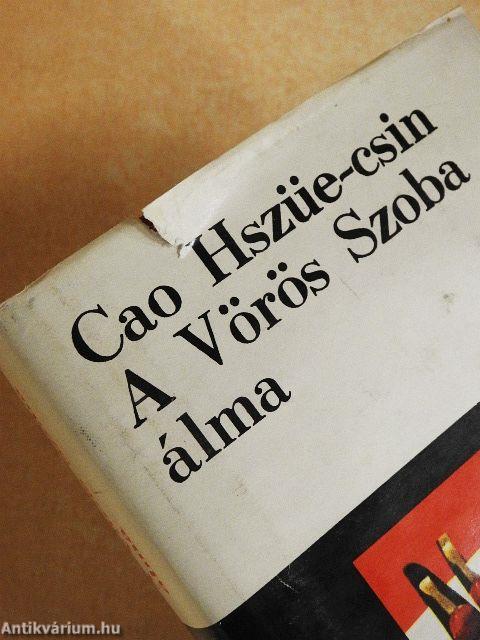 Cao Hszüe-csin
A Vörös Szoba
álma
Antikvárium.hu